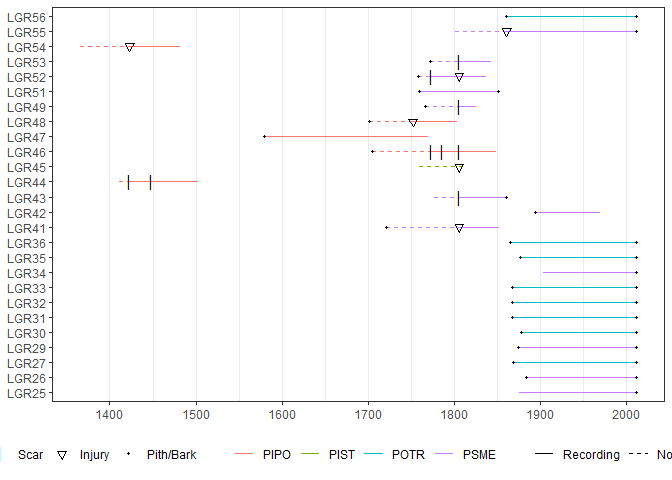 LGR56
LGR55
LGR54
LGR53
LGR52
LGR51
LGR49
LGR48
LGR47
LGR46
LGR45
LGR44
LGR43
LGR42
LGR41
LGR36
LGR35
LGR34
LGR33
LGR32
LGR31
LGR30
LGR29
LGR27
LGR26
LGR25
1400 1500 1600 1700 1800 1900 2000
Scar Injury Pith/Bark PIPO PIST POTR PSME Recording No